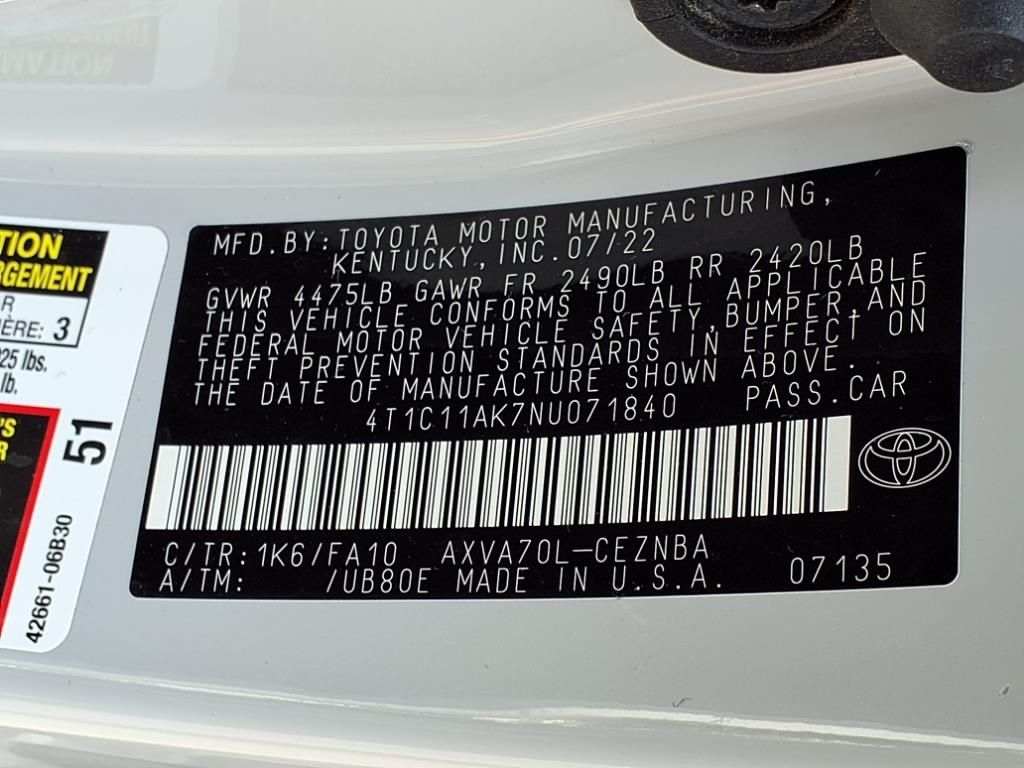 MATION
TION
RGEMENT
R
IÈRE: 3
25 lbs.
lb.
'S
R
51
42661-06B30
MFD. BY: TOYOTA MOTOR MANUFACTURING,
KENTUCKY, INC. 07/22
GVWR 4475LB GAWR FR 2490LB RR 2420LB
THIS VEHICLE CONFORMS TO ALL APPLICABLE
FEDERAL MOTOR VEHICLE SAFETY, BUMPER, AND
THEFT PREVENTION STANDARDS IN EFFECT ON
THE DATE OF MANUFACTURE SHOWN ABOVE.
4T1C11AK7NU071840 PASS. CAR
C/TR: 1K6/FA10 AXVA70L-CEZNBA
A/TM: /UB80E MADE IN U.S.A. 07135